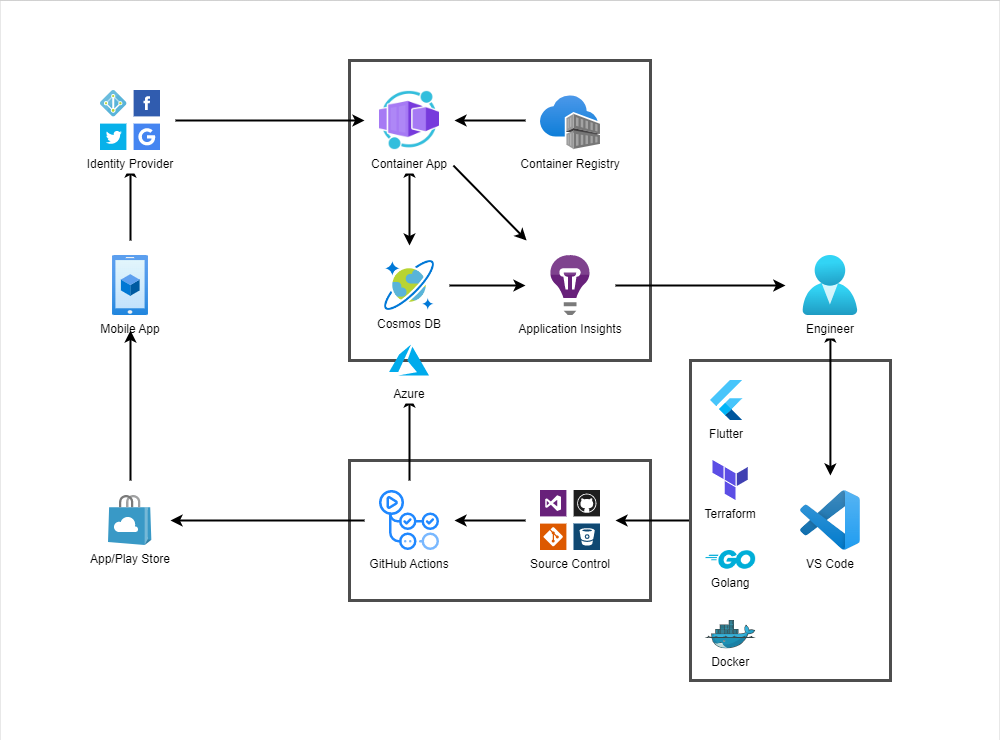 Identity Provider
Container App
Container Registry
Mobile App
Cosmos DB
Application Insights
Engineer
Azure
Flutter
Terraform
App/Play Store
GitHub Actions
Source Control
VS Code
GO
Golang
Docker